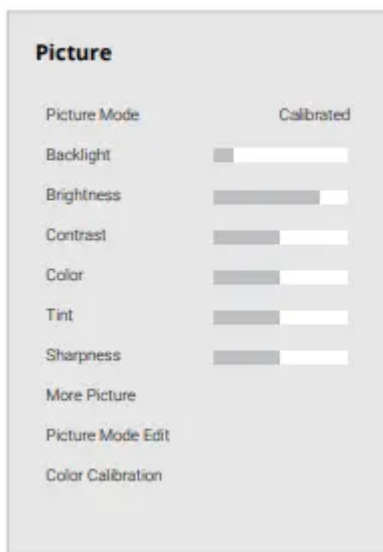 Picture
Picture Mode Calibrated
Backlight
Brightness
Contrast
Color
Tint
Sharpness
More Picture
Picture Mode Edit
Color Calibration